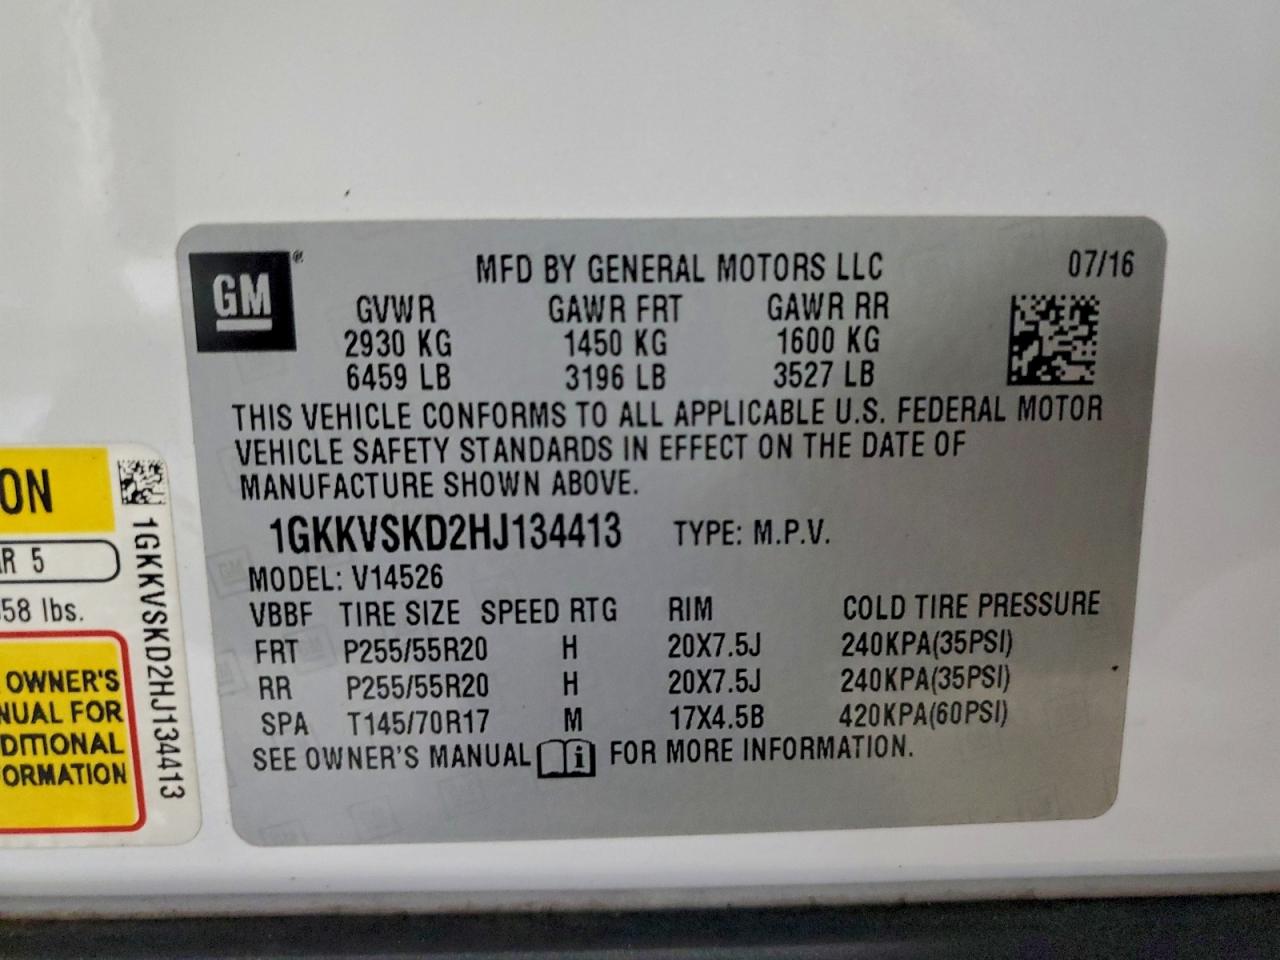 GM
MFD BY GENERAL MOTORS LLC 07/16
GVWR GAWR FRT GAWR RR
2930 KG 1450 KG 1600 KG
6459 LB 3196 LB 3527 LB
THIS VEHICLE CONFORMS TO ALL APPLICABLE U.S. FEDERAL MOTOR
VEHICLE SAFETY STANDARDS IN EFFECT ON THE DATE OF
MANUFACTURE SHOWN ABOVE.
1GKKVSKD2HJ134413 TYPE: M.P.V.
MODEL: V14526
VBBF TIRE SIZE SPEED RTG RIM COLD TIRE PRESSURE
FRT P255/55R20 H 20X7.5J 240KPA(35PSI)
RR P255/55R20 H 20X7.5J 240KPA(35PSI)
SPA T145/70R17 M 17X4.5B 420KPA(60PSI)
SEE OWNER'S MANUAL FOR MORE INFORMATION.
ON
R 5
58 lbs.
OWNER'S
NUAL FOR
DITIONAL
ORMATION
1GKKVSKD2HJ134413